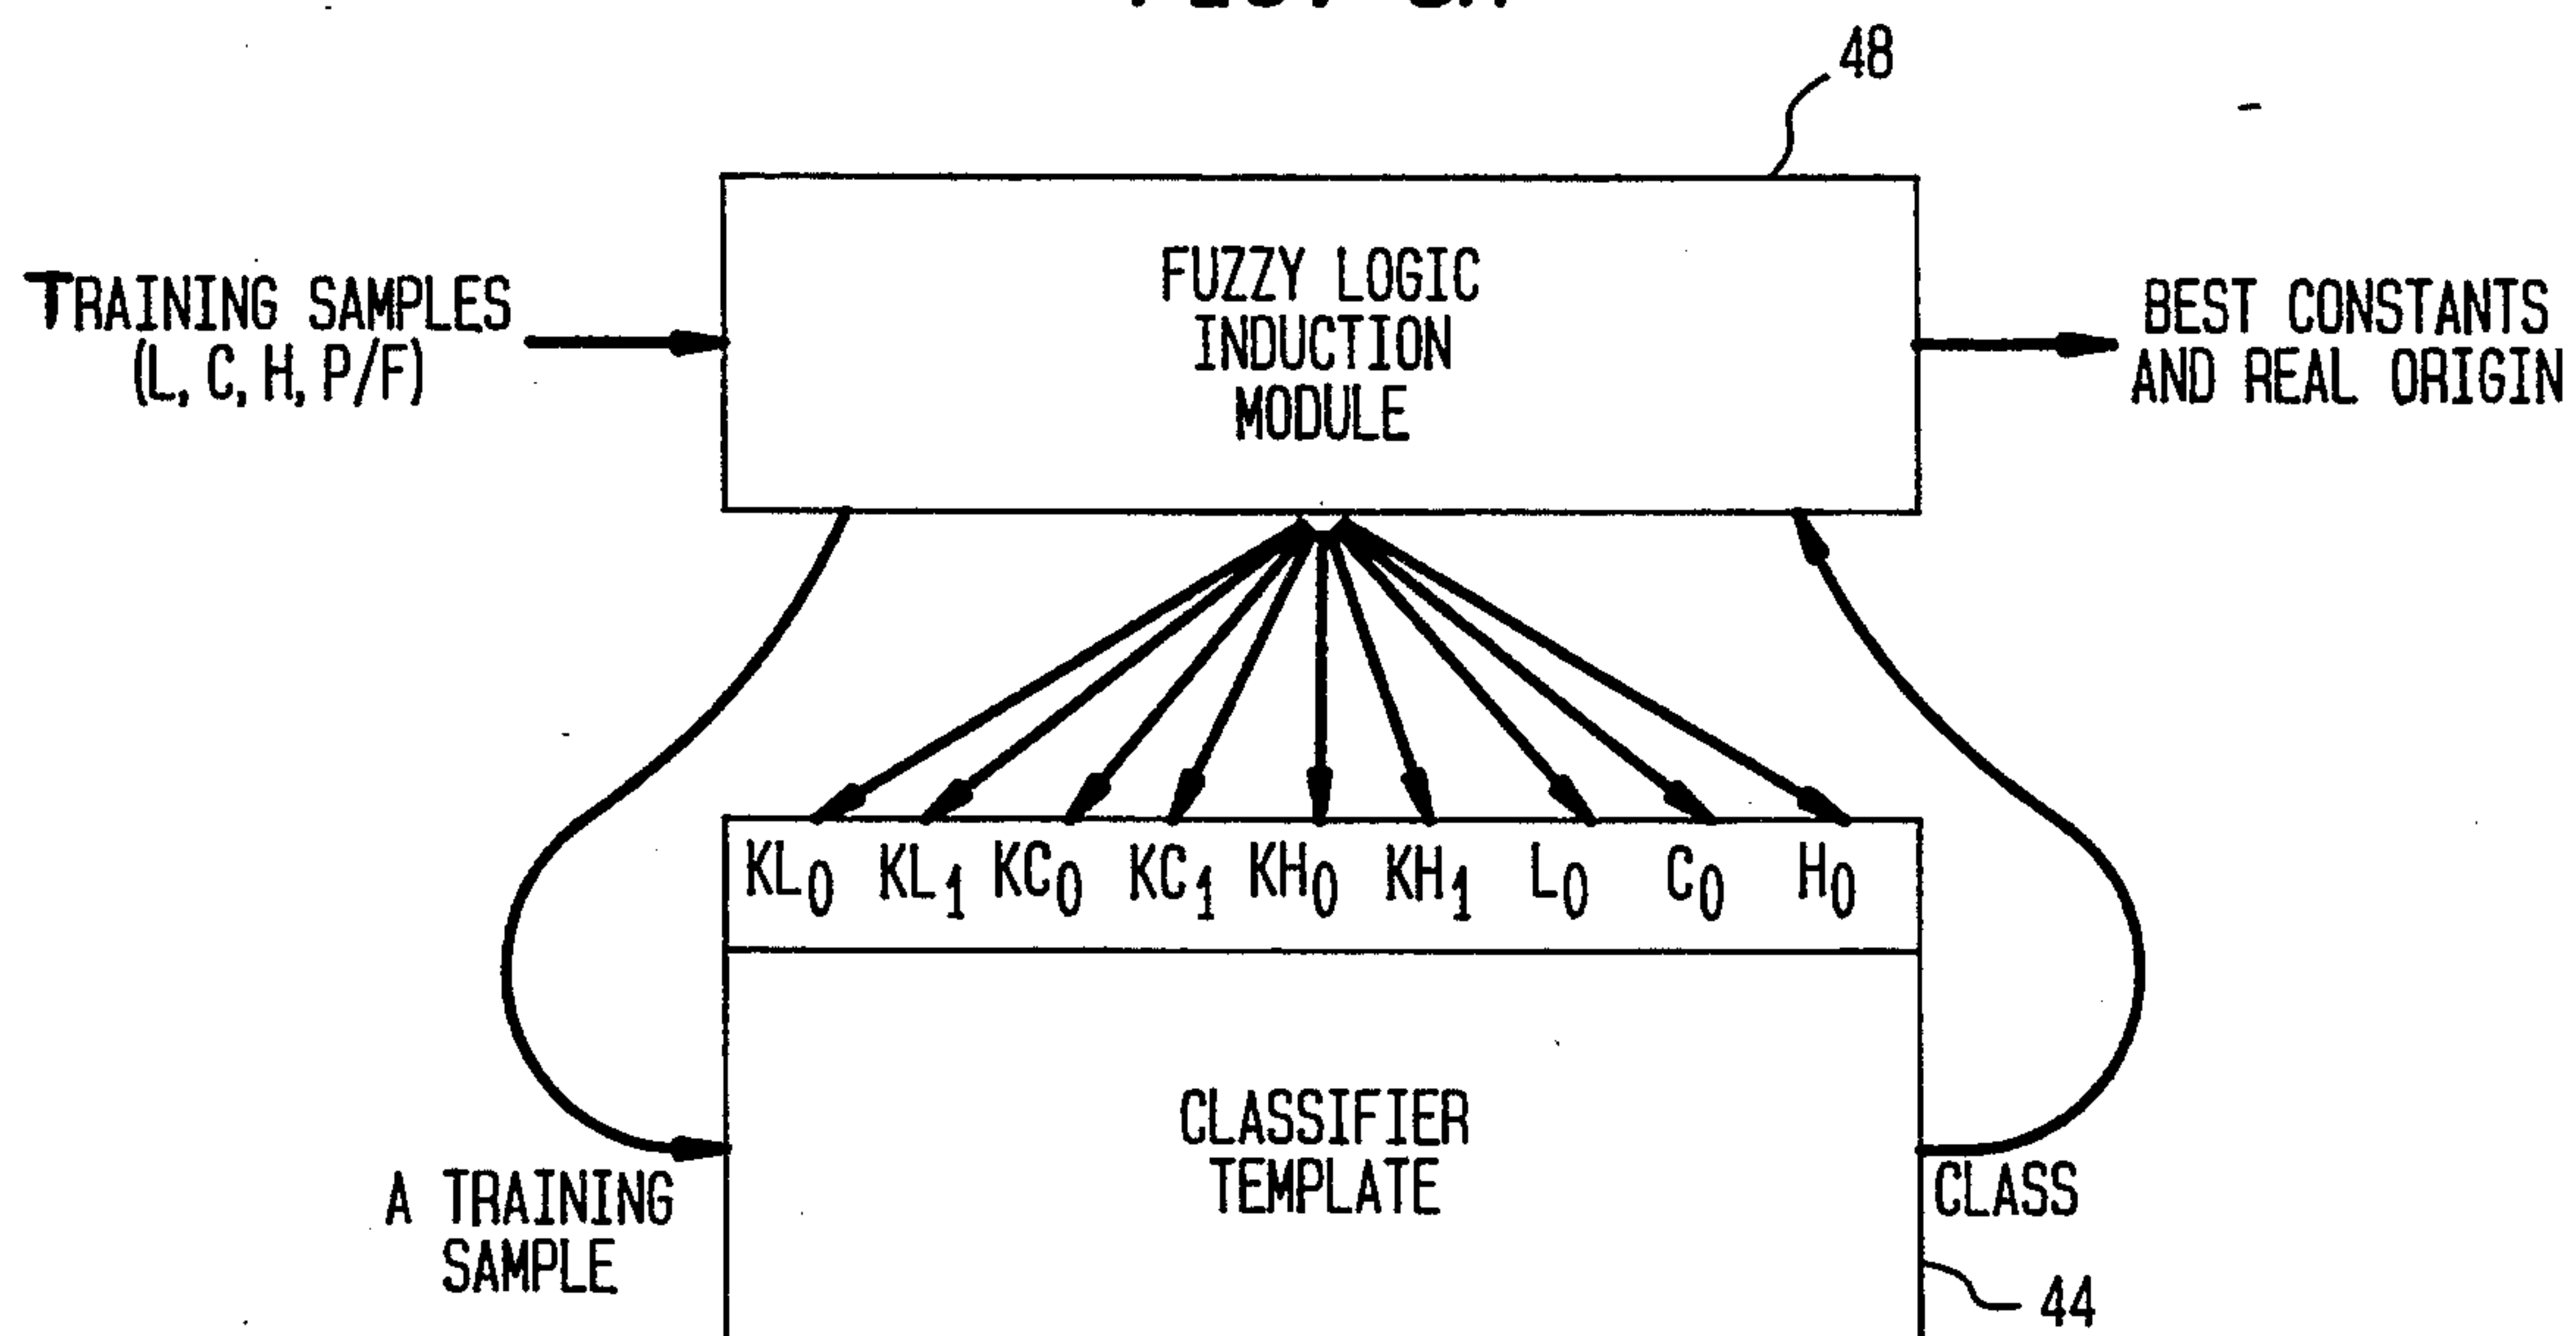 48
TRAINING SAMPLES
(L, C, H, P/F)
FUZZY LOGIC
INDUCTION
MODULE
BEST CONSTANTS
AND REAL ORIGIN
KL0 KL1 KC0 KC1 KH0 KH1 L0 C0 H0
CLASSIFIER
TEMPLATE
A TRAINING
SAMPLE
CLASS
44